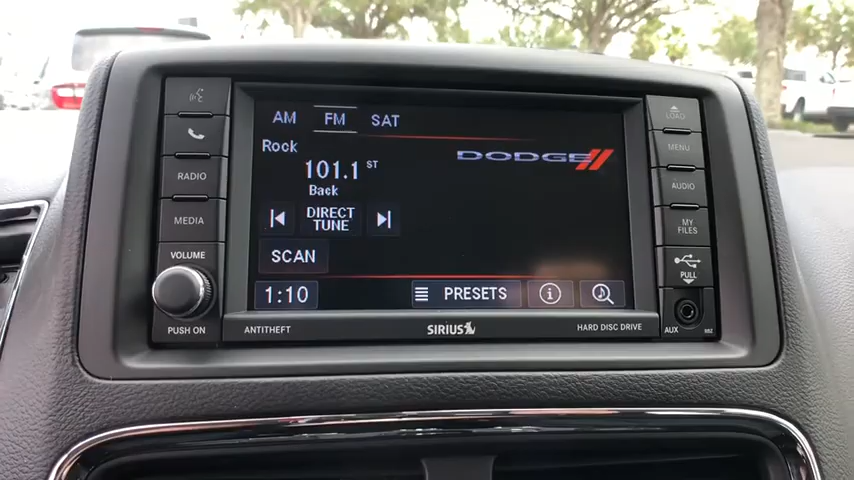 AM FM SAT
Rock
101.1 ST
Back
DIRECT
TUNE
SCAN
1:10
PRESETS
DODGE
RADIO
MEDIA
VOLUME
PUSH ON
LOAD
MENU
AUDIO
MY
FILES
PULL
AUX
ANTITHEFT
SIRIUS
HARD DISC DRIVE